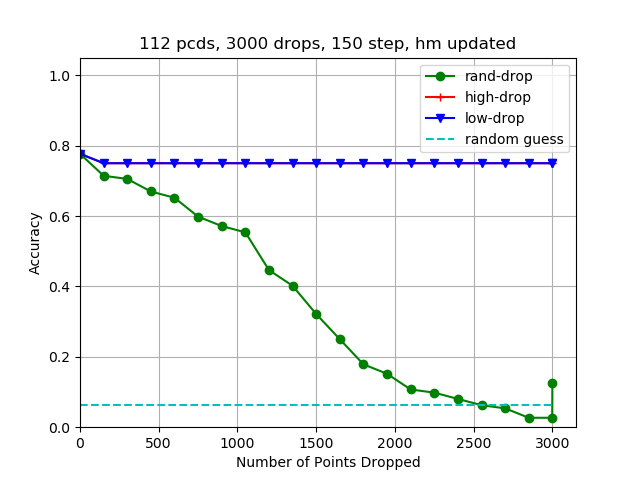 112 pcds, 3000 drops, 150 step, hm updated
rand-drop
high-drop
low-drop
random guess
1.0
0.8
0.6
0.4
0.2
0.0
Accuracy
0
500
1000
1500
2000
2500
3000
Number of Points Dropped